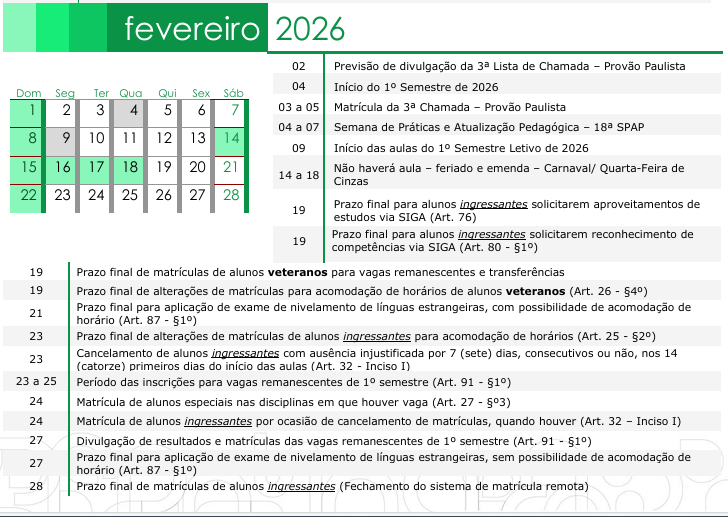 fevereiro 2026
Dom Seg Ter Qua Qui Sex Sáb
1 2 3 4 5 6 7
8 9 10 11 12 13 14
15 16 17 18 19 20 21
22 23 24 25 26 27 28
02 Previsão de divulgação da 3ª Lista de Chamada – Provão Paulista
04 Início do 1º Semestre de 2026
03 a 05 Matrícula da 3ª Chamada – Provão Paulista
04 a 07 Semana de Práticas e Atualização Pedagógica – 18ª SPAP
09 Início das aulas do 1º Semestre Letivo de 2026
14 a 18 Não haverá aula – feriado e emenda – Carnaval/ Quarta-Feira de
Cinzas
19 Prazo final para alunos ingressantes solicitarem aproveitamentos de
estudos via SIGA (Art. 76)
19 Prazo final para alunos ingressantes solicitarem reconhecimento de
competências via SIGA (Art. 80 - §1º)
19 Prazo final de matrículas de alunos veteranos para vagas remanescentes e transferências
19 Prazo final de alterações de matrículas para acomodação de horários de alunos veteranos (Art. 26 - §4º)
21 Prazo final para aplicação de exame de nivelamento de línguas estrangeiras, com possibilidade de acomodação de
horário (Art. 87 - §1º)
23 Prazo final de alterações de matrículas de alunos ingressantes para acomodação de horários (Art. 25 - §2º)
23 Cancelamento de alunos ingressantes com ausência injustificada por 7 (sete) dias, consecutivos ou não, nos 14
(catorze) primeiros dias do início das aulas (Art. 32 - Inciso I)
23 a 25 Período das inscrições para vagas remanescentes de 1º semestre (Art. 91 - §1º)
24 Matrícula de alunos especiais nas disciplinas em que houver vaga (Art. 27 - §º3)
24 Matrícula de alunos ingressantes por ocasião de cancelamento de matrículas, quando houver (Art. 32 – Inciso I)
27 Divulgação de resultados e matrículas das vagas remanescentes de 1º semestre (Art. 91 - §1º)
27 Prazo final para aplicação de exame de nivelamento de línguas estrangeiras, sem possibilidade de acomodação de
horário (Art. 87 - §1º)
28 Prazo final de matrículas de alunos ingressantes (Fechamento do sistema de matrícula remota)